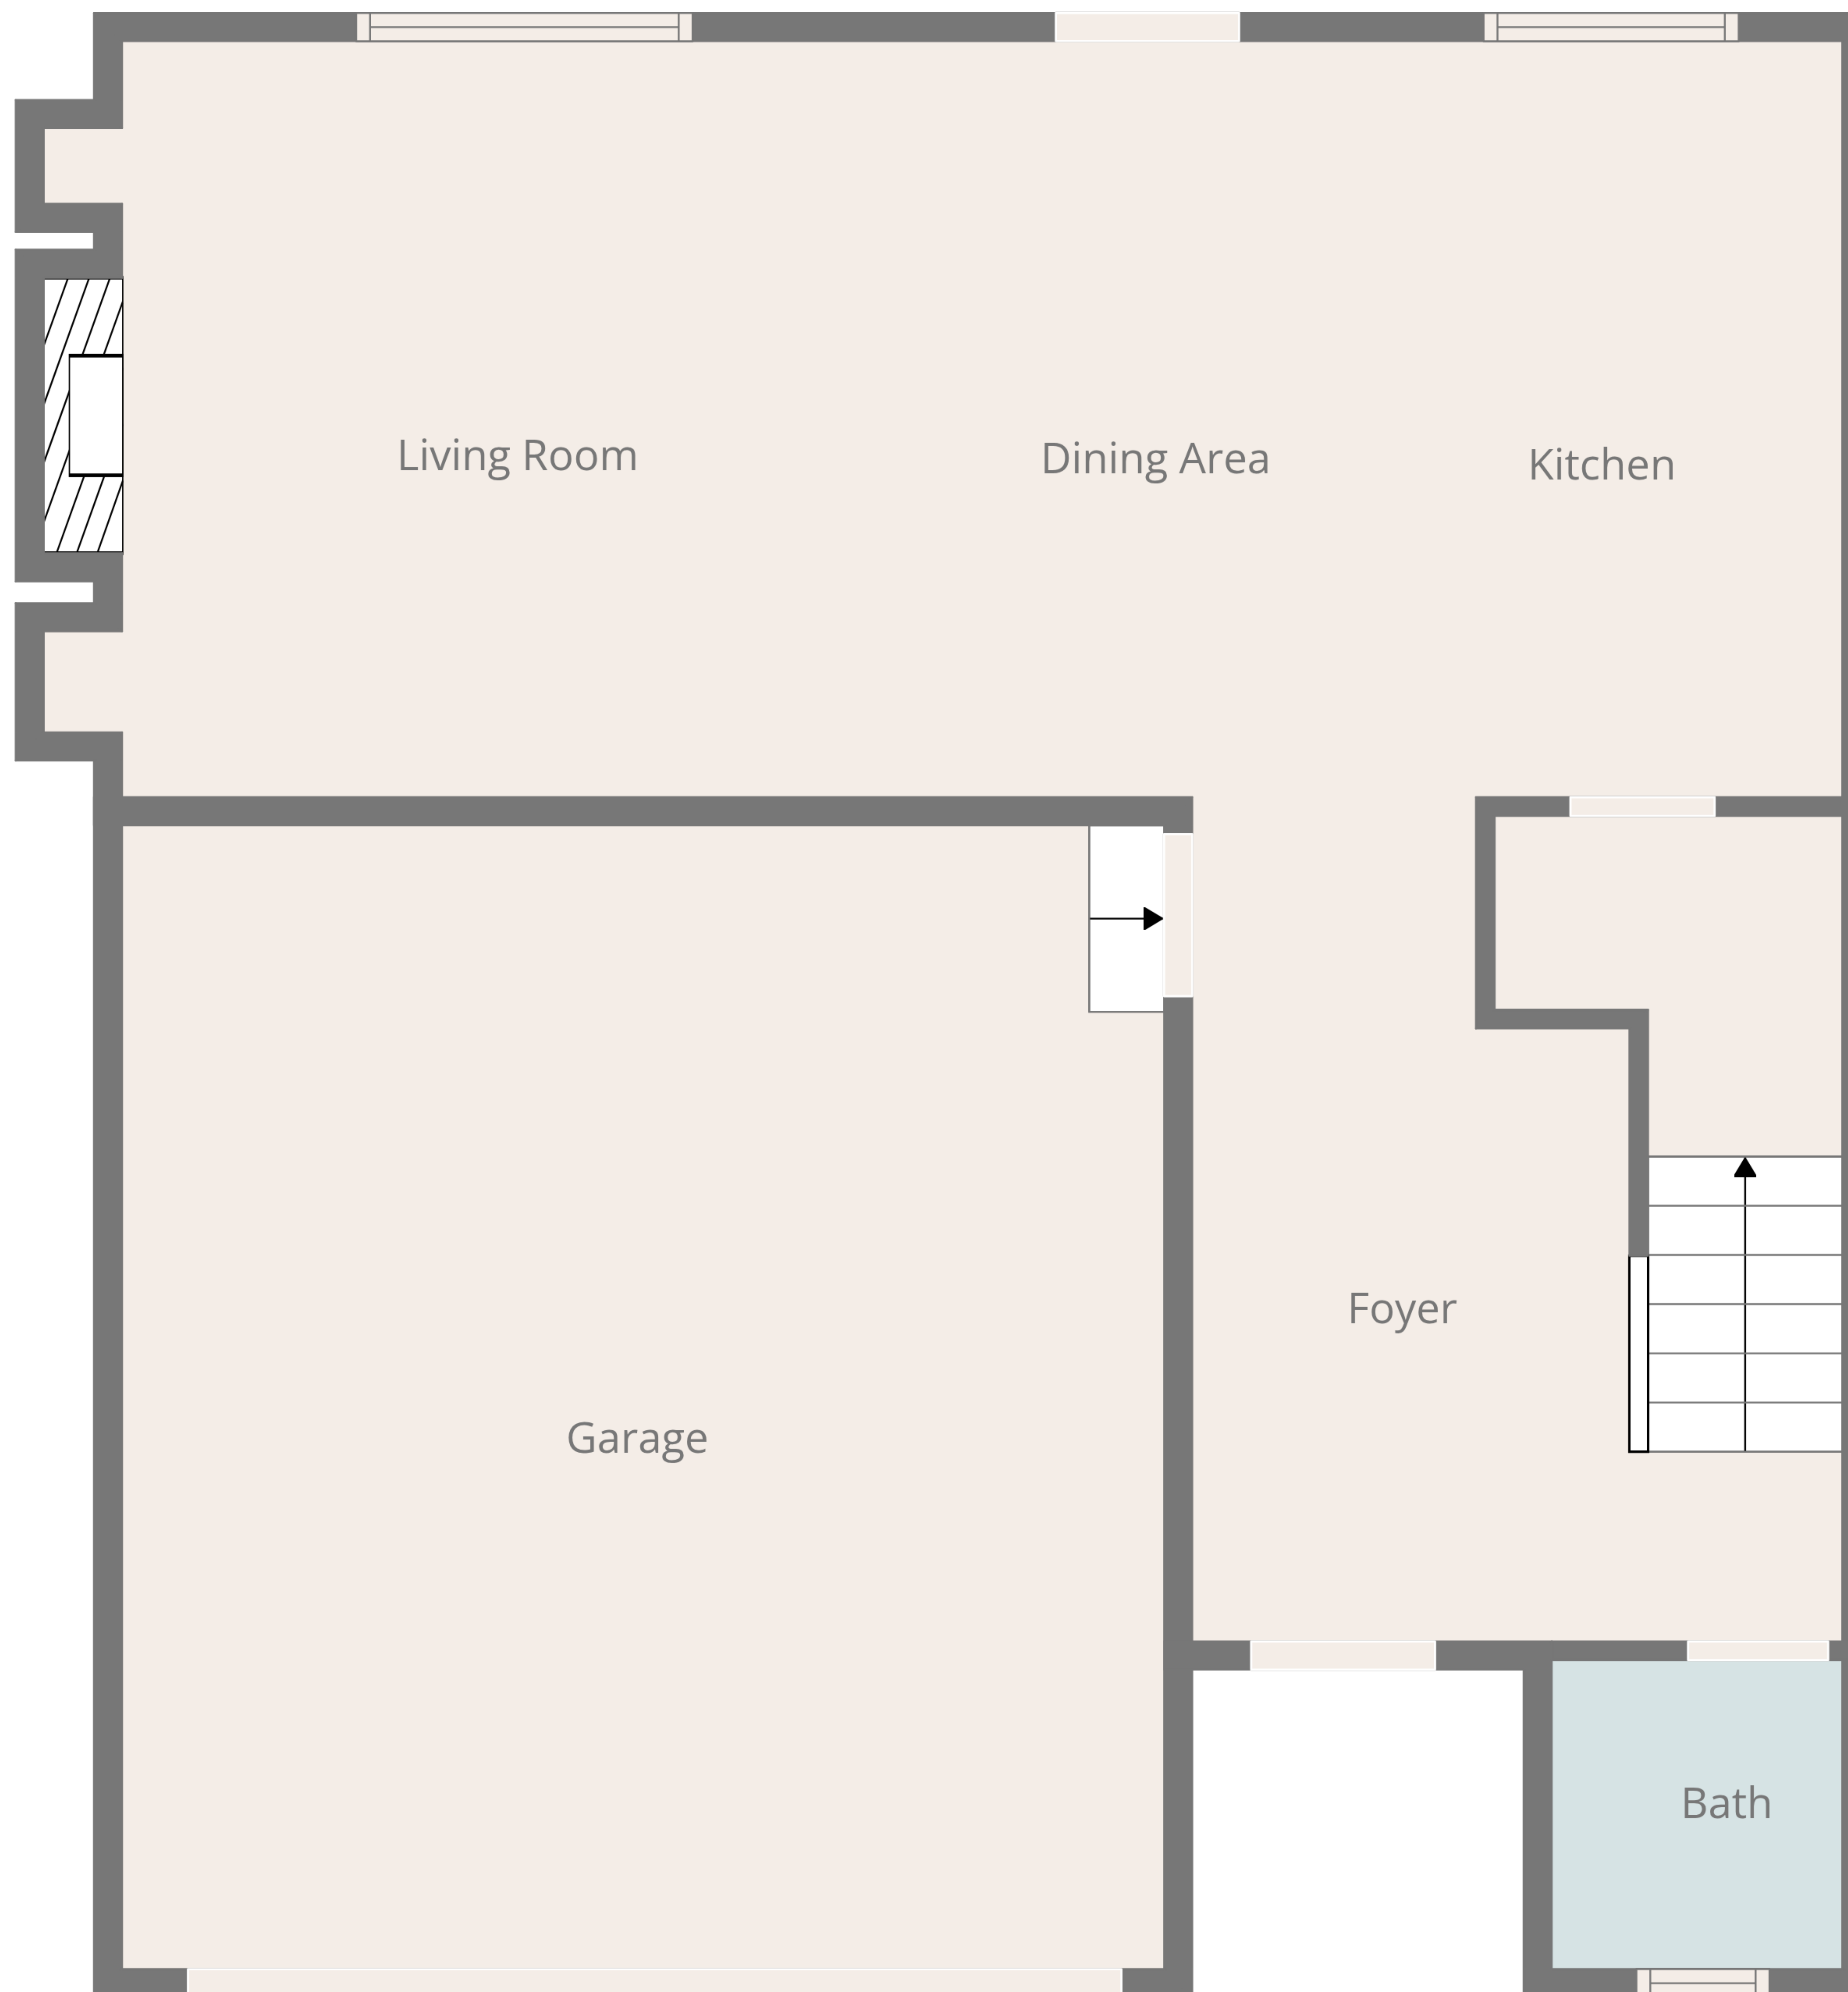 Living Room
Dining Area
Kitchen
Foyer
Garage
Bath